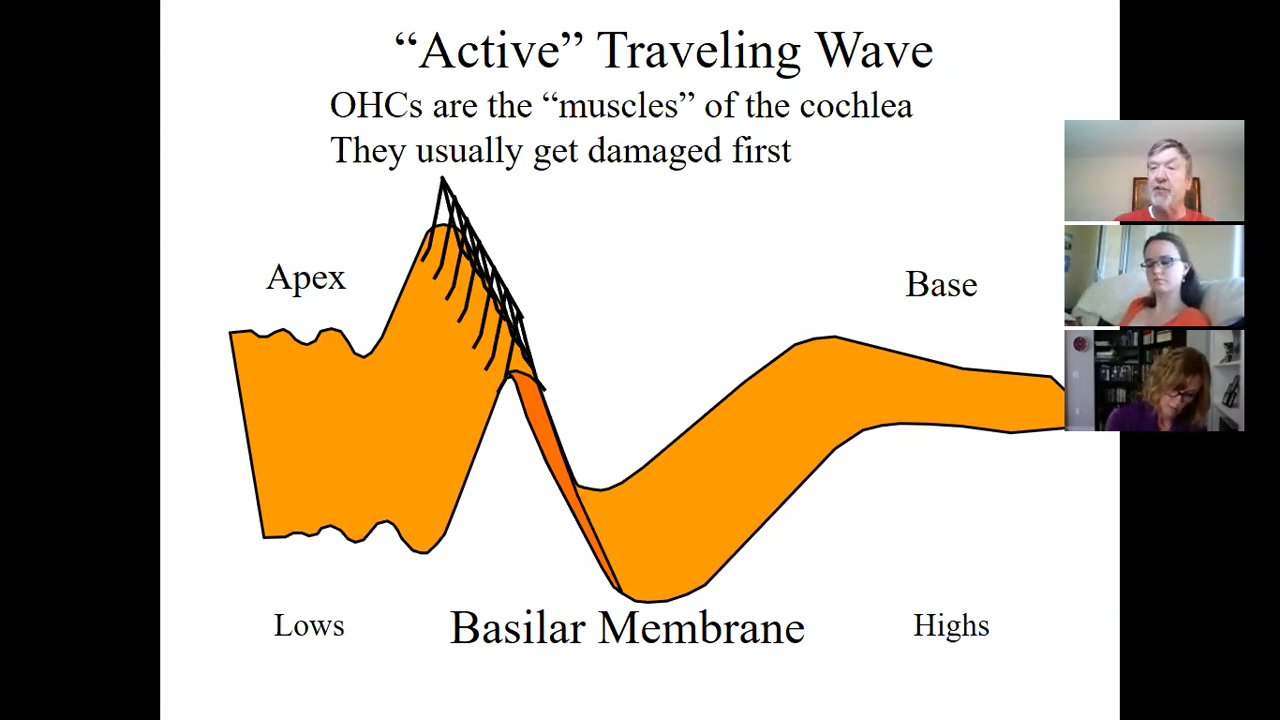 “Active” Traveling Wave
OHCs are the “muscles” of the cochlea
They usually get damaged first
Apex
Base
Lows
Basilar Membrane
Highs